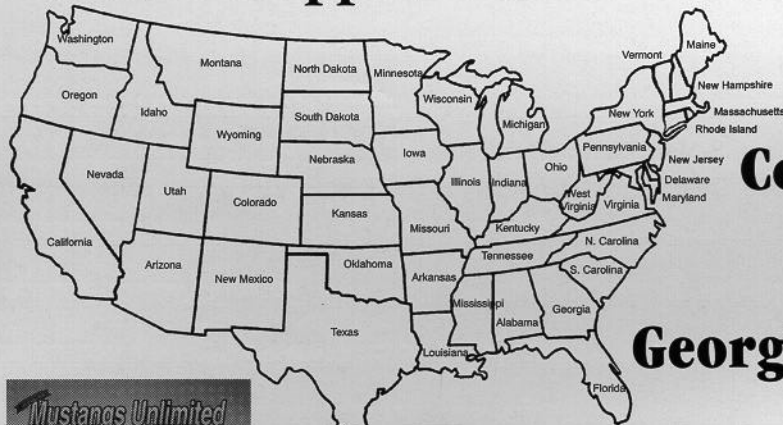 pp
Washington
Montana
North Dakota
Minnesota
Vermont
Maine
Oregon
Idaho
Wyoming
South Dakota
Wisconsin
Michigan
New York
New Hampshire
Massachusetts
Rhode Island
Nevada
Utah
Colorado
Nebraska
Iowa
Illinois
Indiana
Ohio
Pennsylvania
New Jersey
Delaware
Maryland
West
Virginia
Virginia
California
Kansas
Missouri
Kentucky
Arizona
New Mexico
Oklahoma
Arkansas
Tennessee
N. Carolina
S. Carolina
Texas
Louisiana
Mississippi
Alabama
Georgia
Florida
Georg
Mustangs Unlimited